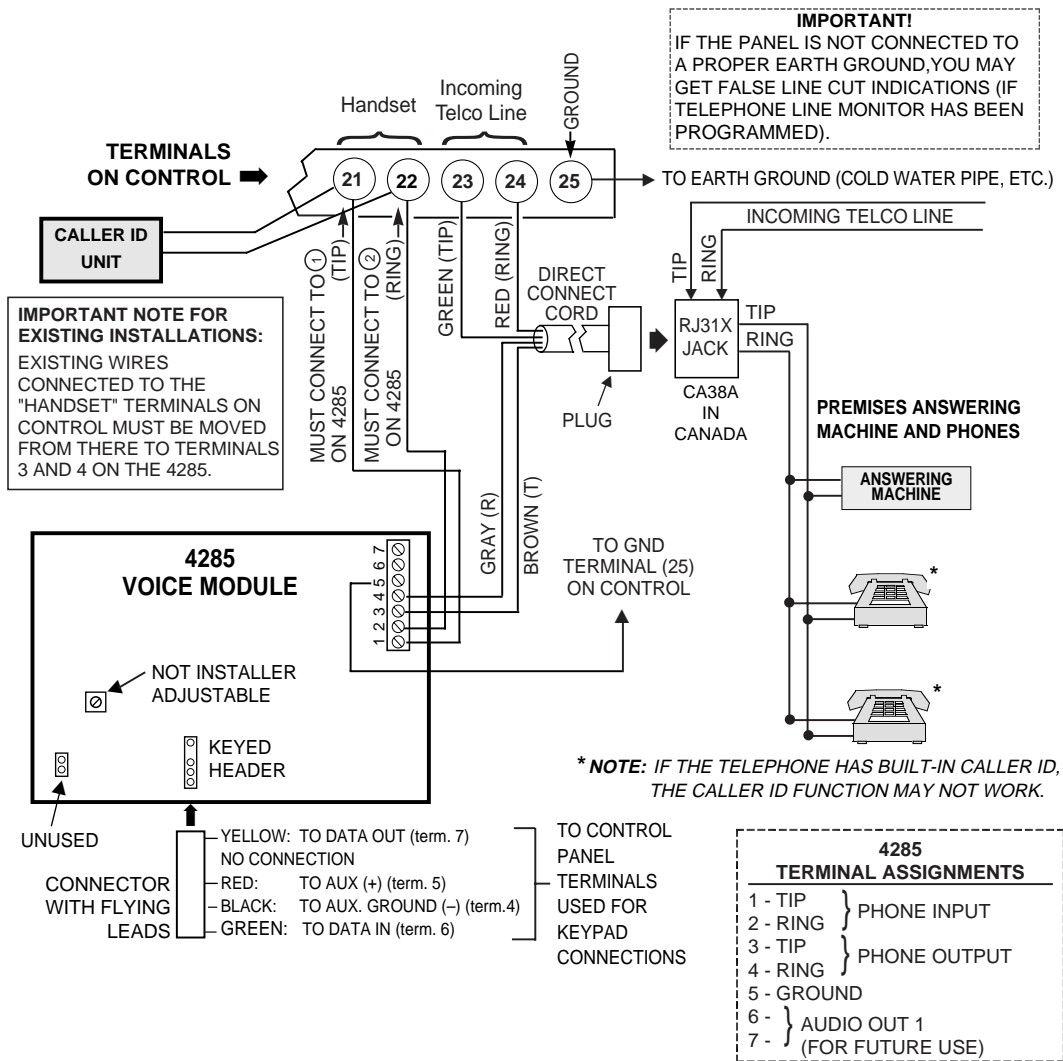 IMPORTANT!
IF THE PANEL IS NOT CONNECTED TO
A PROPER EARTH GROUND,YOU MAY
GET FALSE LINE CUT INDICATIONS (IF
TELEPHONE LINE MONITOR HAS BEEN
PROGRAMMED).
Handset
Incoming
Telco Line
GROUND
TERMINALS
ON CONTROL
21
22
23
24
25
TO EARTH GROUND (COLD WATER PIPE, ETC.)
CALLER ID
UNIT
INCOMING TELCO LINE
TIP
RING
MUST CONNECT TO 1
(TIP)
ON 4285
MUST CONNECT TO 2
(RING)
ON 4285
GREEN (TIP)
RED (RING)
DIRECT
CONNECT
CORD
PLUG
RJ31X
JACK
TIP
RING
CA38A
IN
CANADA
IMPORTANT NOTE FOR
EXISTING INSTALLATIONS:
EXISTING WIRES
CONNECTED TO THE
"HANDSET" TERMINALS ON
CONTROL MUST BE MOVED
FROM THERE TO TERMINALS
3 AND 4 ON THE 4285.
PREMISES ANSWERING
MACHINE AND PHONES
ANSWERING
MACHINE
GRAY (R)
BROWN (T)
4285
VOICE MODULE
1 2 3 4 5 6 7
TO GND
TERMINAL (25)
ON CONTROL
*
*
NOT INSTALLER
ADJUSTABLE
KEYED
HEADER
UNUSED
* NOTE: IF THE TELEPHONE HAS BUILT-IN CALLER ID,
THE CALLER ID FUNCTION MAY NOT WORK.
CONNECTOR
WITH FLYING
LEADS
YELLOW: TO DATA OUT (term. 7)
NO CONNECTION
RED: TO AUX (+) (term. 5)
BLACK: TO AUX. GROUND (–) (term.4)
GREEN: TO DATA IN (term. 6)
TO CONTROL
PANEL
TERMINALS
USED FOR
KEYPAD
CONNECTIONS
4285
TERMINAL ASSIGNMENTS
1 - TIP
2 - RING
PHONE INPUT
3 - TIP
4 - RING
PHONE OUTPUT
5 - GROUND
6 -
7 -
AUDIO OUT 1
(FOR FUTURE USE)